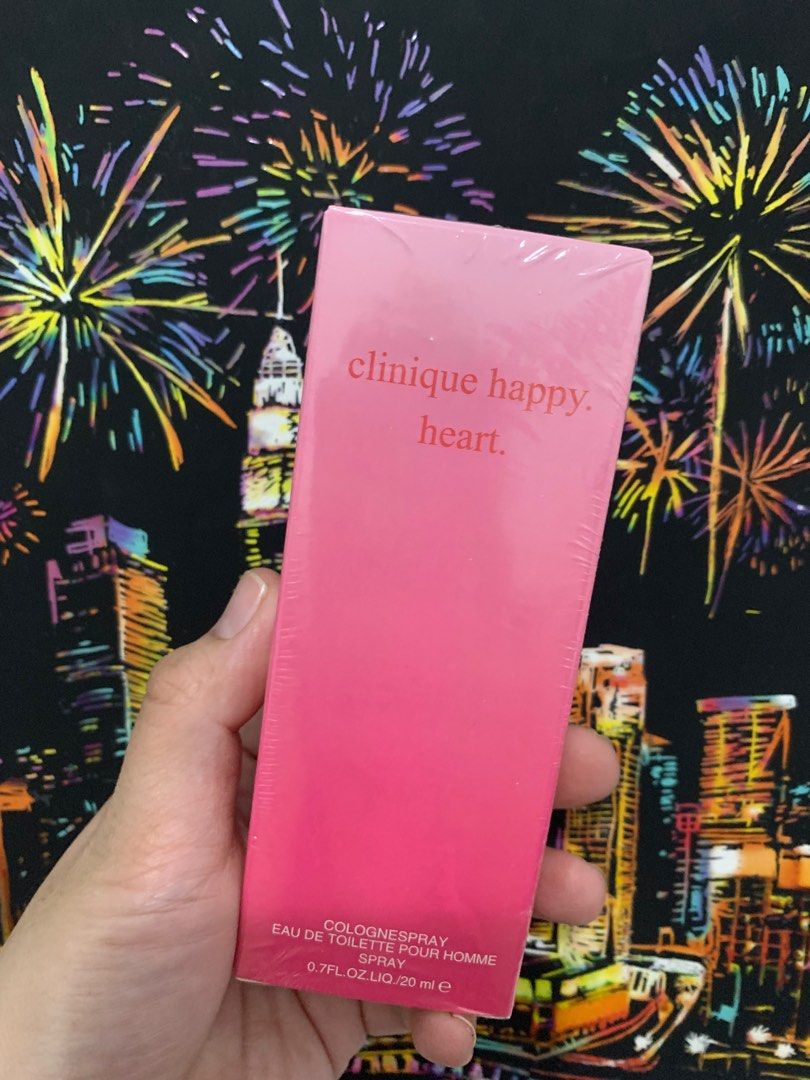 clinique happy.
heart.
COLOGNESPRAY
EAU DE TOILETTE POUR HOMME
SPRAY
0.7FL.OZ.LIQ./20 ml ℮